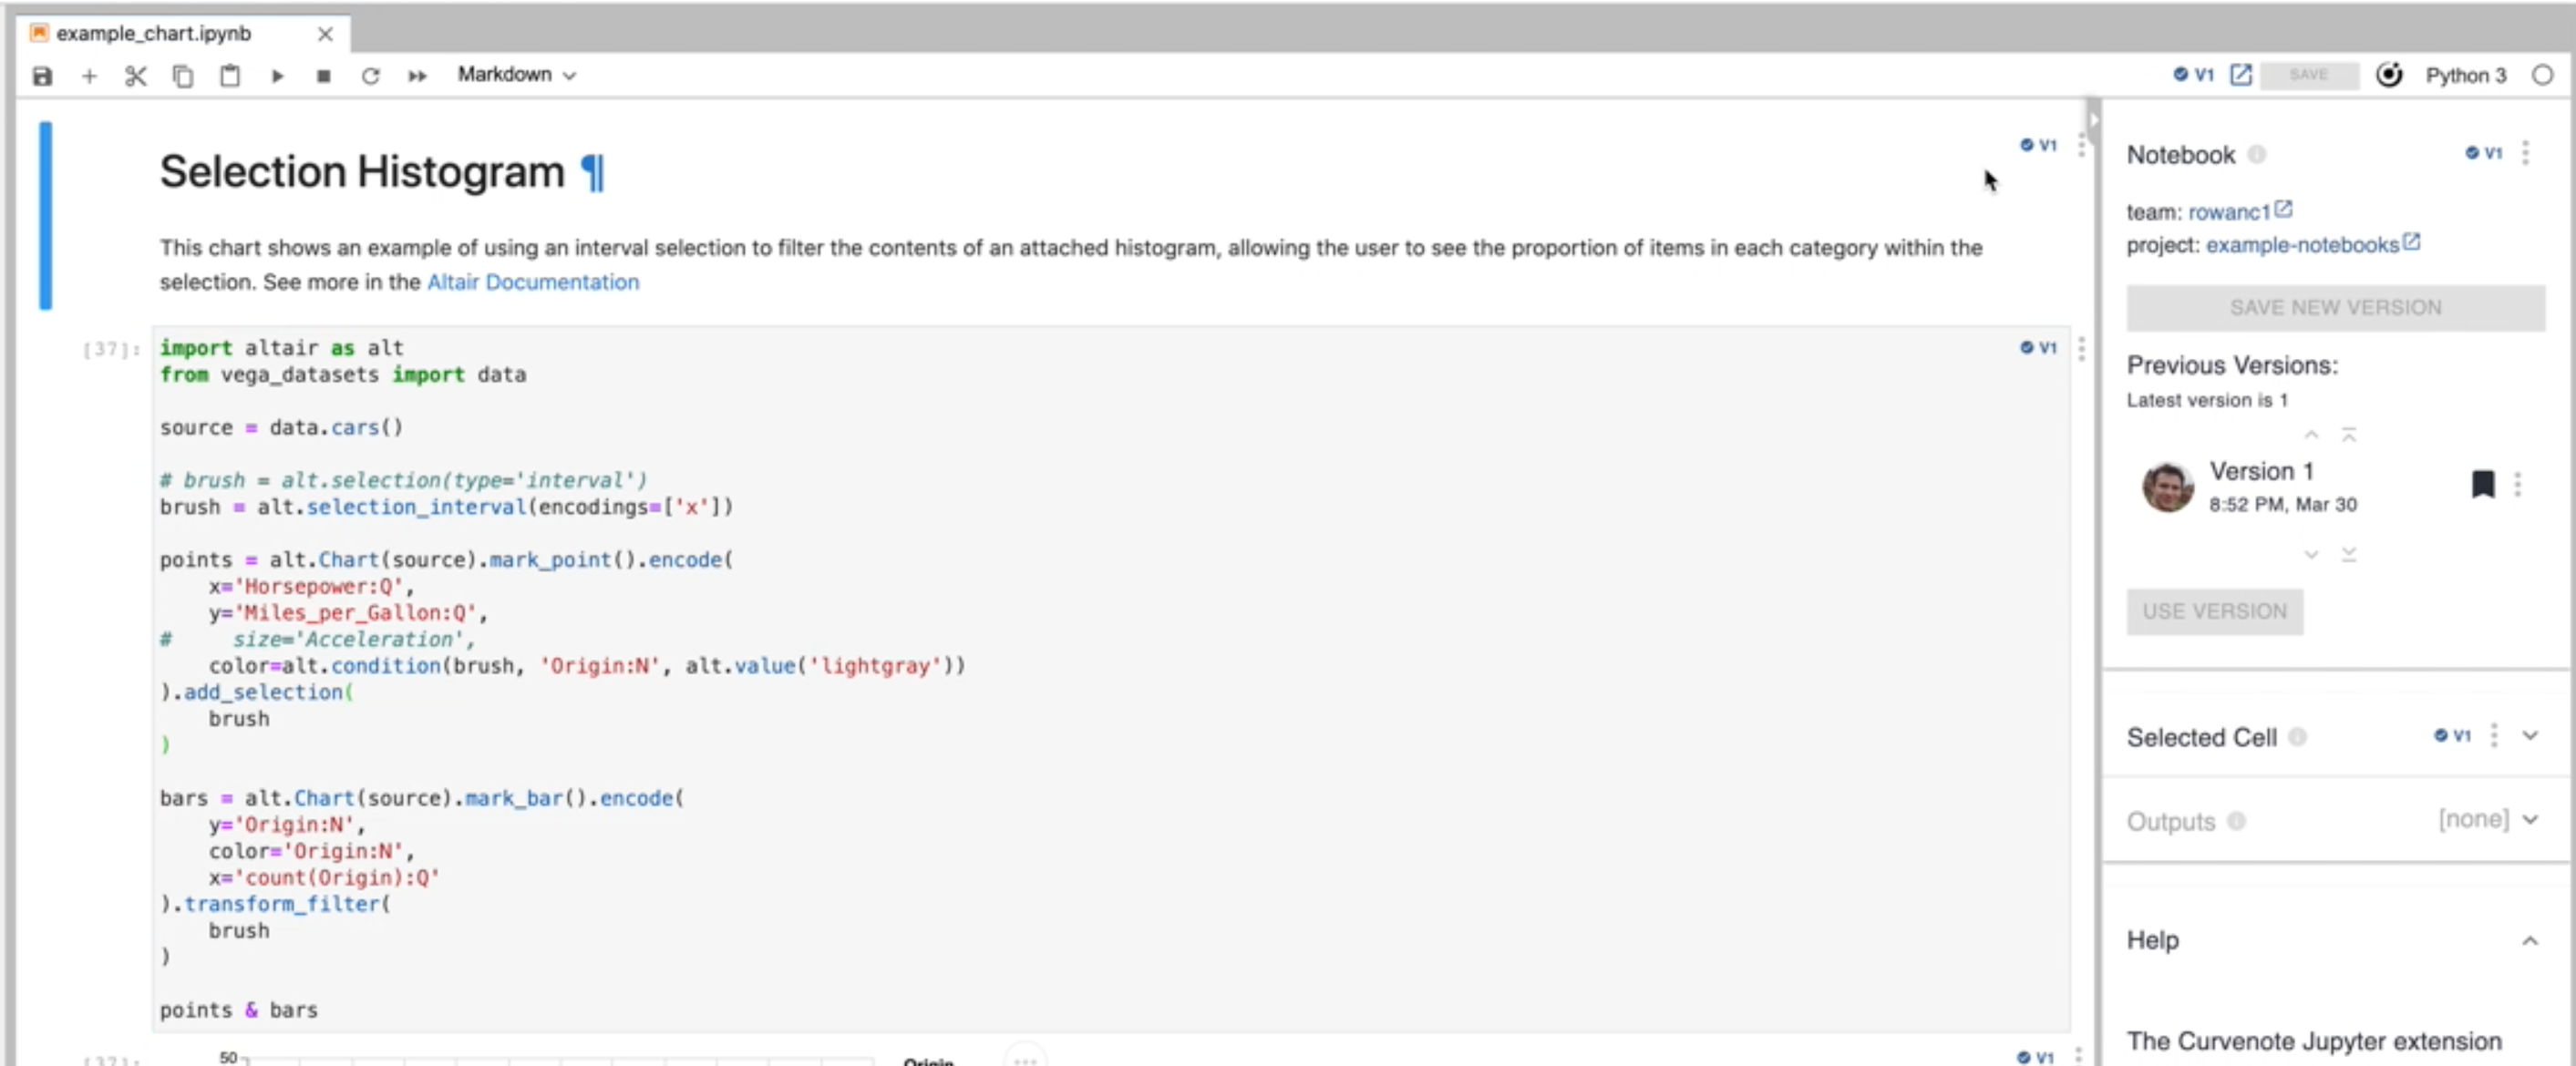 example_chart.ipynb
Markdown
V1
SAVE
Python 3
Selection Histogram ¶
V1
This chart shows an example of using an interval selection to filter the contents of an attached histogram, allowing the user to see the proportion of items in each category within the
selection. See more in the Altair Documentation
[37]:
V1
import altair as alt
from vega_datasets import data
source = data.cars()
# brush = alt.selection(type='interval')
brush = alt.selection_interval(encodings=['x'])
points = alt.Chart(source).mark_point().encode(
    x='Horsepower:Q',
    y='Miles_per_Gallon:Q',
#     size='Acceleration',
    color=alt.condition(brush, 'Origin:N', alt.value('lightgray'))
).add_selection(
    brush
)
bars = alt.Chart(source).mark_bar().encode(
    y='Origin:N',
    color='Origin:N',
    x='count(Origin):Q'
).transform_filter(
    brush
)
points & bars
[37]:
50
Origin
V1
Notebook
V1
team: rowanc1
project: example-notebooks
SAVE NEW VERSION
Previous Versions:
Latest version is 1
Version 1
8:52 PM, Mar 30
USE VERSION
Selected Cell
V1
Outputs
[none]
Help
The Curvenote Jupyter extension